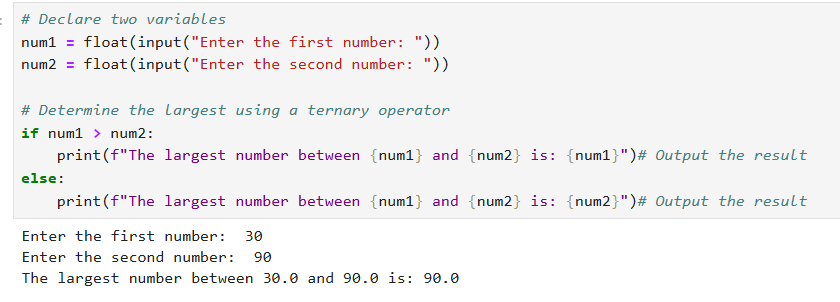 # Declare two variables
num1 = float(input("Enter the first number: "))
num2 = float(input("Enter the second number: "))
# Determine the largest using a ternary operator
if num1 > num2:
    print(f"The largest number between {num1} and {num2} is: {num1}")# Output the result
else:
    print(f"The largest number between {num1} and {num2} is: {num2}")# Output the result
Enter the first number:  30
Enter the second number:  90
The largest number between 30.0 and 90.0 is: 90.0